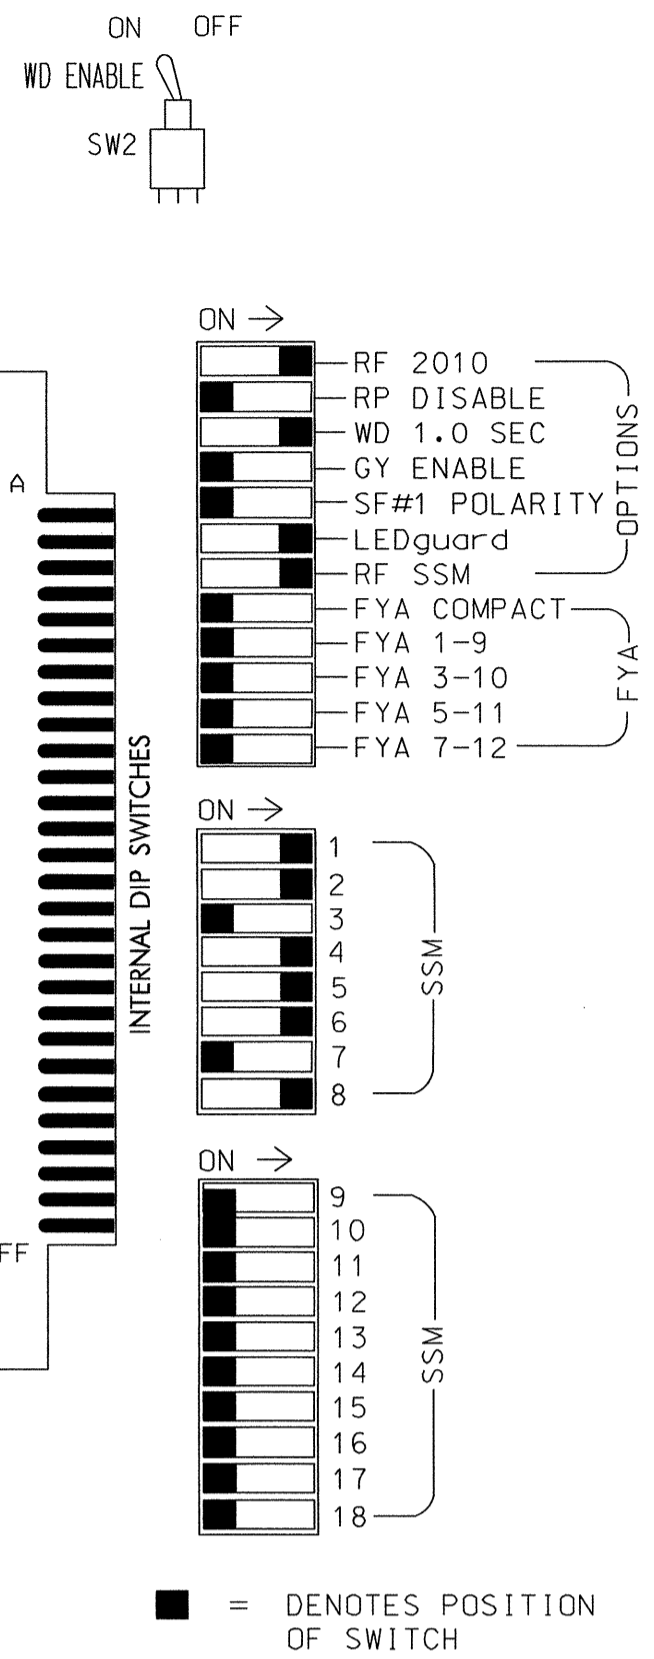 ON OFF
WD ENABLE
SW2
ON →
RF 2010
RP DISABLE
WD 1.0 SEC
GY ENABLE
SF#1 POLARITY
LEDguard
RF SSM
OPTIONS
FYA COMPACT
FYA 1-9
FYA 3-10
FYA 5-11
FYA 7-12
FYA
A
FF
INTERNAL DIP SWITCHES
ON →
1
2
3
4
5
6
7
8
SSM
ON →
9
10
11
12
13
14
15
16
17
18
SSM
= DENOTES POSITION
OF SWITCH